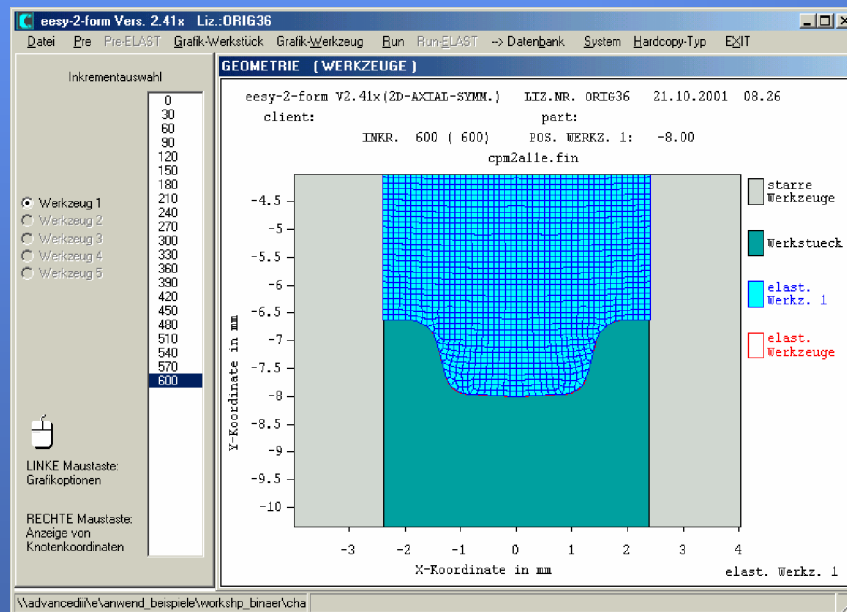 eesy-2-form Vers. 2.41x Liz.:ORIG36
Datei Pre Pre-ELAST Grafik-Werkstück Grafik-Werkzeug Run Run-ELAST --> Datenbank System Hardcopy-Typ EXIT
Inkrementauswahl
0
30
60
90
120
150
180
210
240
270
300
330
360
390
420
450
480
510
540
570
600
Werkzeug 1
Werkzeug 2
Werkzeug 3
Werkzeug 4
Werkzeug 5
LINKE Maustaste:
Grafikoptionen
RECHTE Maustaste:
Anzeige von
Knotenkoordinaten
GEOMETRIE ( WERKZEUGE )
eesy-2-form V2.41x(2D-AXIAL-SYMM.) LIZ.NR. ORIG36 21.10.2001 08.26
client: part:
INKR. 600 ( 600) POS. WERKZ. 1: -8.00
cpm2alle.fin
Y-Koordinate in mm
-4.5
-5
-5.5
-6
-6.5
-7
-7.5
-8
-8.5
-9
-9.5
-10
-3 -2 -1 0 1 2 3 4
X-Koordinate in mm
starre
Werkzeuge
Werkstueck
elast.
Werkz. 1
elast.
Werkzeuge
elast. Werkz. 1
\\advancedii\e\anwend_beispiele\workshp_binaer\cha